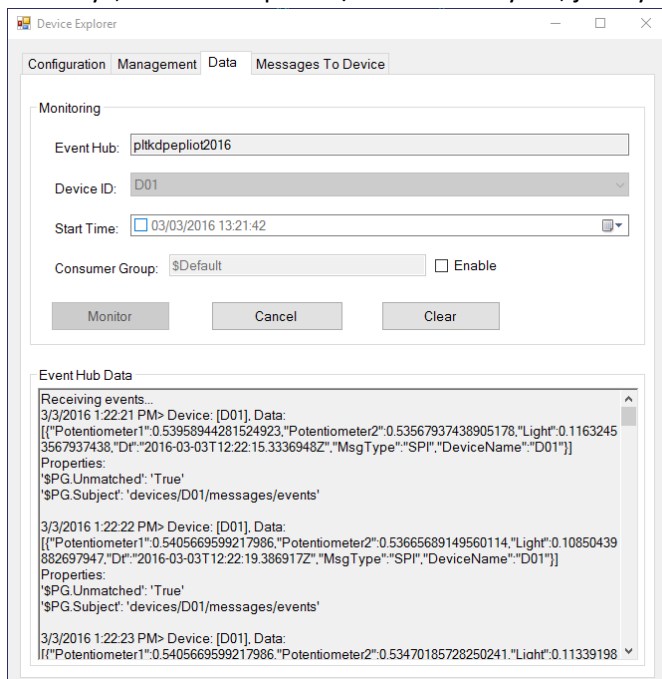 Device Explorer
Configuration Management Data Messages To Device
Monitoring
Event Hub: pltkdpepliot2016
Device ID: D01
Start Time: 03/03/2016 13:21:42
Consumer Group: $Default Enable
Monitor Cancel Clear
Event Hub Data
Receiving events...
3/3/2016 1:22:21 PM> Device: [D01], Data:
[{"Potentiometer1":0.53958944281524923,"Potentiometer2":0.53567937438905178,"Light":0.1163245
3567937438,"Dt":"2016-03-03T12:22:15.3336948Z","MsgType":"SPI","DeviceName":"D01"}]
Properties:
'$PG.Unmatched': 'True'
'$PG.Subject': 'devices/D01/messages/events'
3/3/2016 1:22:22 PM> Device: [D01], Data:
[{"Potentiometer1":0.5405669599217986,"Potentiometer2":0.53665689149560114,"Light":0.10850439
882697947,"Dt":"2016-03-03T12:22:19.386917Z","MsgType":"SPI","DeviceName":"D01"}]
Properties:
'$PG.Unmatched': 'True'
'$PG.Subject': 'devices/D01/messages/events'
3/3/2016 1:22:23 PM> Device: [D01], Data:
[{"Potentiometer1":0.5405669599217986,"Potentiometer2":0.53470185728250241,"Light":0.11339198